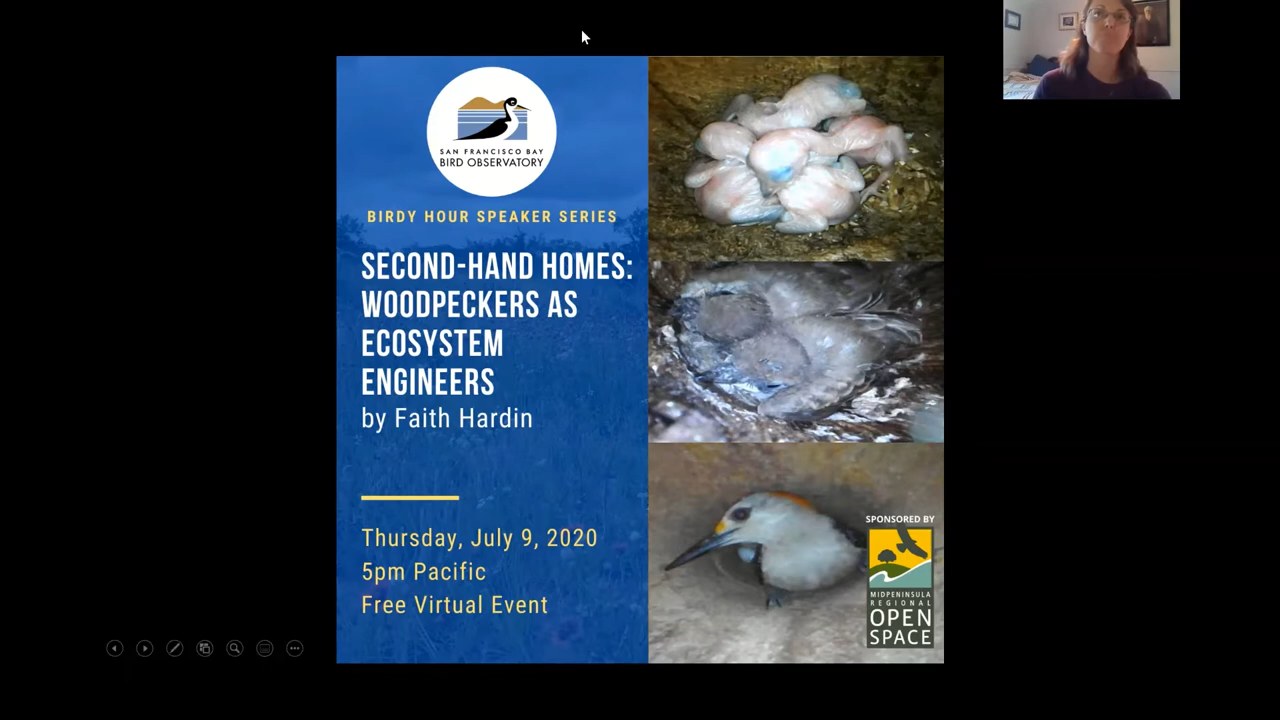 SAN FRANCISCO BAY
BIRD OBSERVATORY
BIRDY HOUR SPEAKER SERIES
SECOND-HAND HOMES:
WOODPECKERS AS
ECOSYSTEM
ENGINEERS
by Faith Hardin
Thursday, July 9, 2020
5pm Pacific
Free Virtual Event
SPONSORED BY
MIDPENINSULA
REGIONAL
OPEN
SPACE